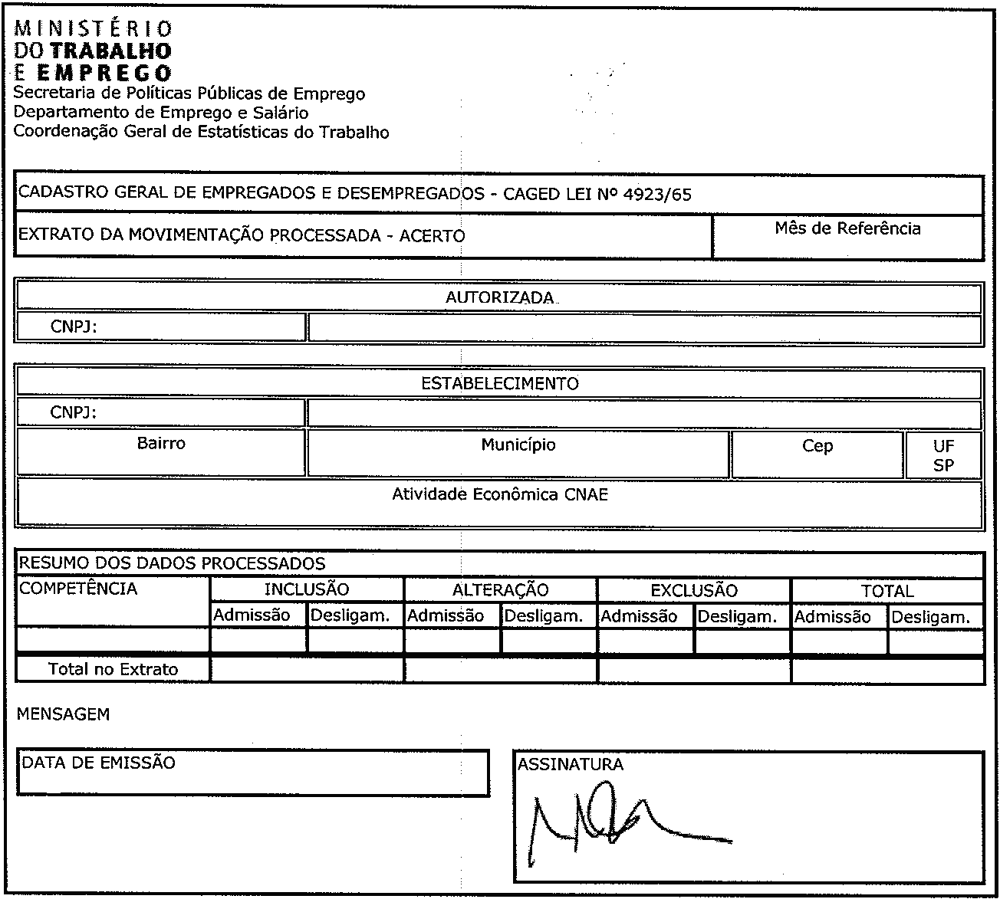 MINISTÉRIO
DO TRABALHO
E EMPREGO
Secretaria de Políticas Públicas de Emprego
Departamento de Emprego e Salário
Coordenação Geral de Estatísticas do Trabalho
CADASTRO GERAL DE EMPREGADOS E DESEMPREGADOS - CAGED LEI Nº 4923/65
EXTRATO DA MOVIMENTAÇÃO PROCESSADA - ACERTO
Mês de Referência
AUTORIZADA
CNPJ:
ESTABELECIMENTO
CNPJ:
Bairro
Município
Cep
UF
SP
Atividade Econômica CNAE
RESUMO DOS DADOS PROCESSADOS
COMPETÊNCIA
INCLUSÃO
ALTERAÇÃO
EXCLUSÃO
TOTAL
Admissão
Desligam.
Admissão
Desligam.
Admissão
Desligam.
Admissão
Desligam.
Total no Extrato
MENSAGEM
DATA DE EMISSÃO
ASSINATURA